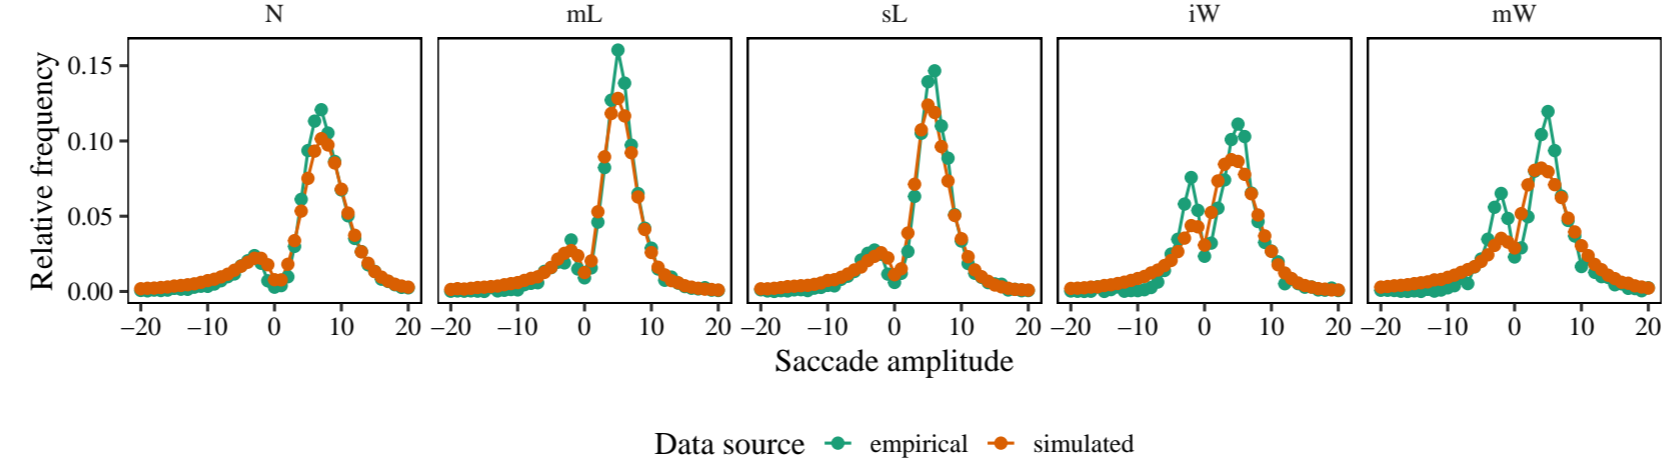 N mL sL iW mW
Relative frequency
0.15
0.10
0.05
0.00
−20 −10 0 10 20 −20 −10 0 10 20 −20 −10 0 10 20 −20 −10 0 10 20 −20 −10 0 10 20
Saccade amplitude
Data source empirical simulated